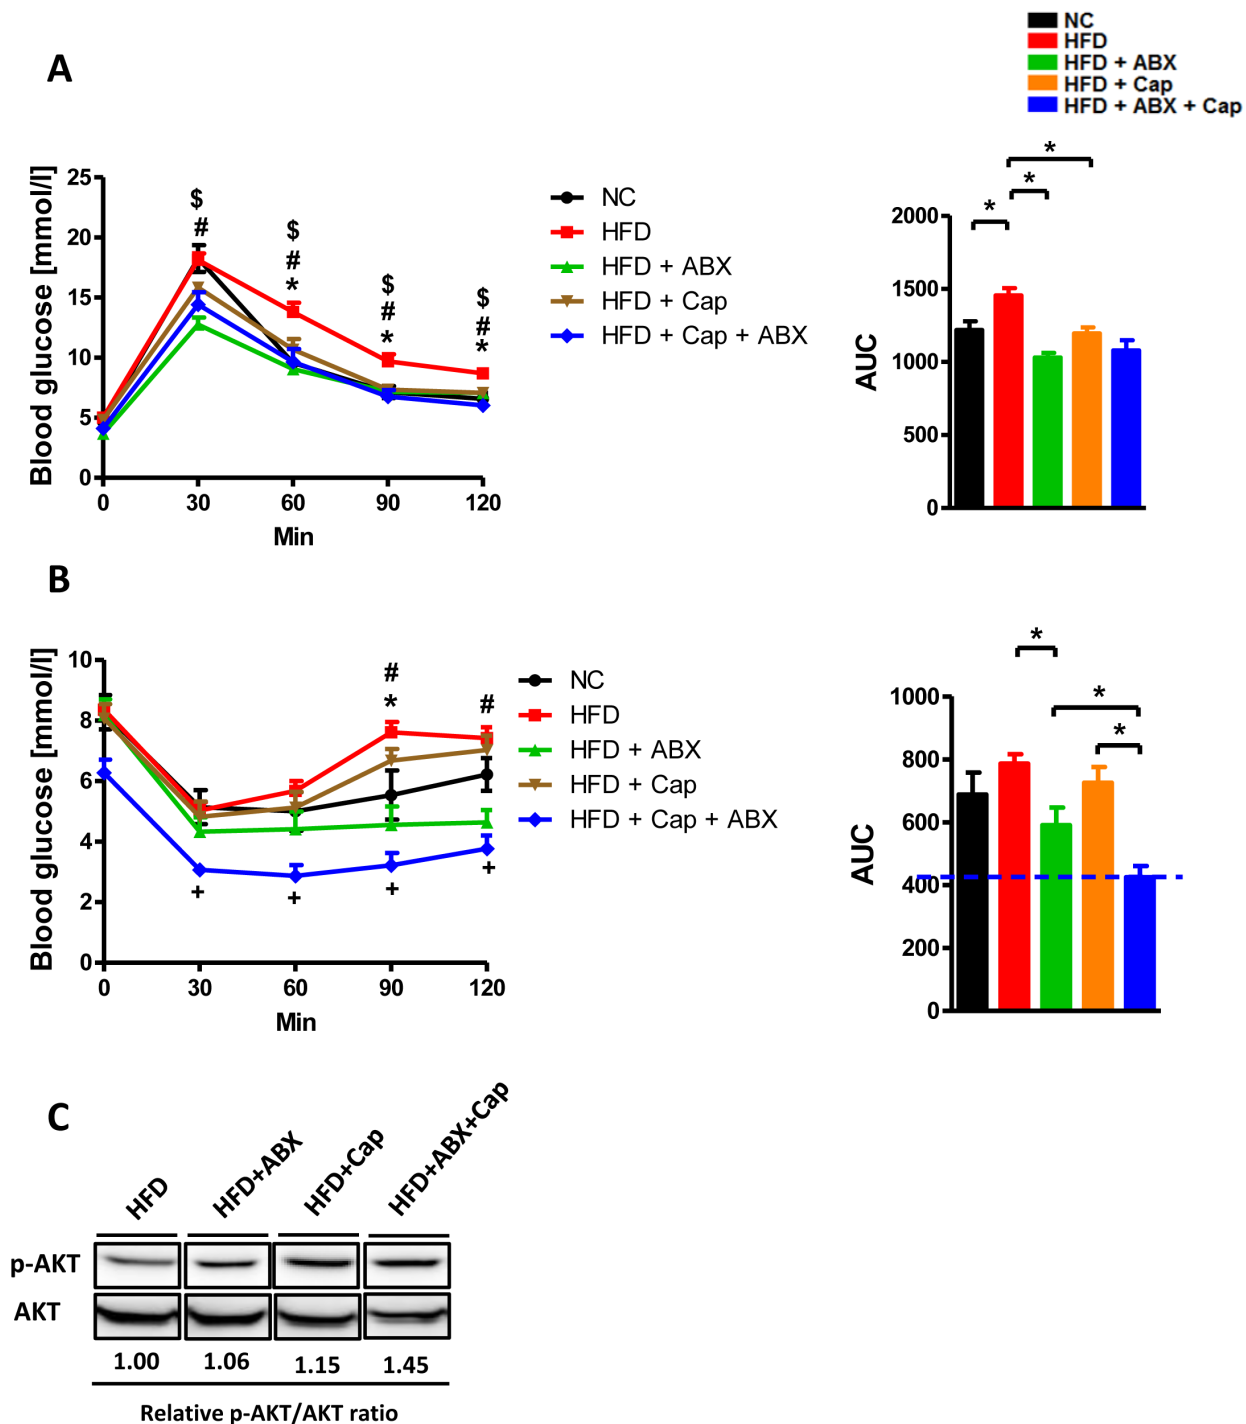 NC
HFD
HFD + ABX
HFD + Cap
HFD + ABX + Cap
A
Blood glucose [mmol/l]
25
20
15
10
5
0
0 30 60 90 120
Min
$
#
$
#
*
$
#
*
$
#
*
NC
HFD
HFD + ABX
HFD + Cap
HFD + Cap + ABX
AUC
2000
1500
1000
500
0
*
*
*
B
Blood glucose [mmol/l]
10
8
6
4
2
0
0 30 60 90 120
Min
#
*
#
+
+
+
+
NC
HFD
HFD + ABX
HFD + Cap
HFD + Cap + ABX
AUC
1000
800
600
400
200
0
*
*
*
C
HFD HFD+ABX HFD+Cap HFD+ABX+Cap
p-AKT
AKT
1.00 1.06 1.15 1.45
Relative p-AKT/AKT ratio